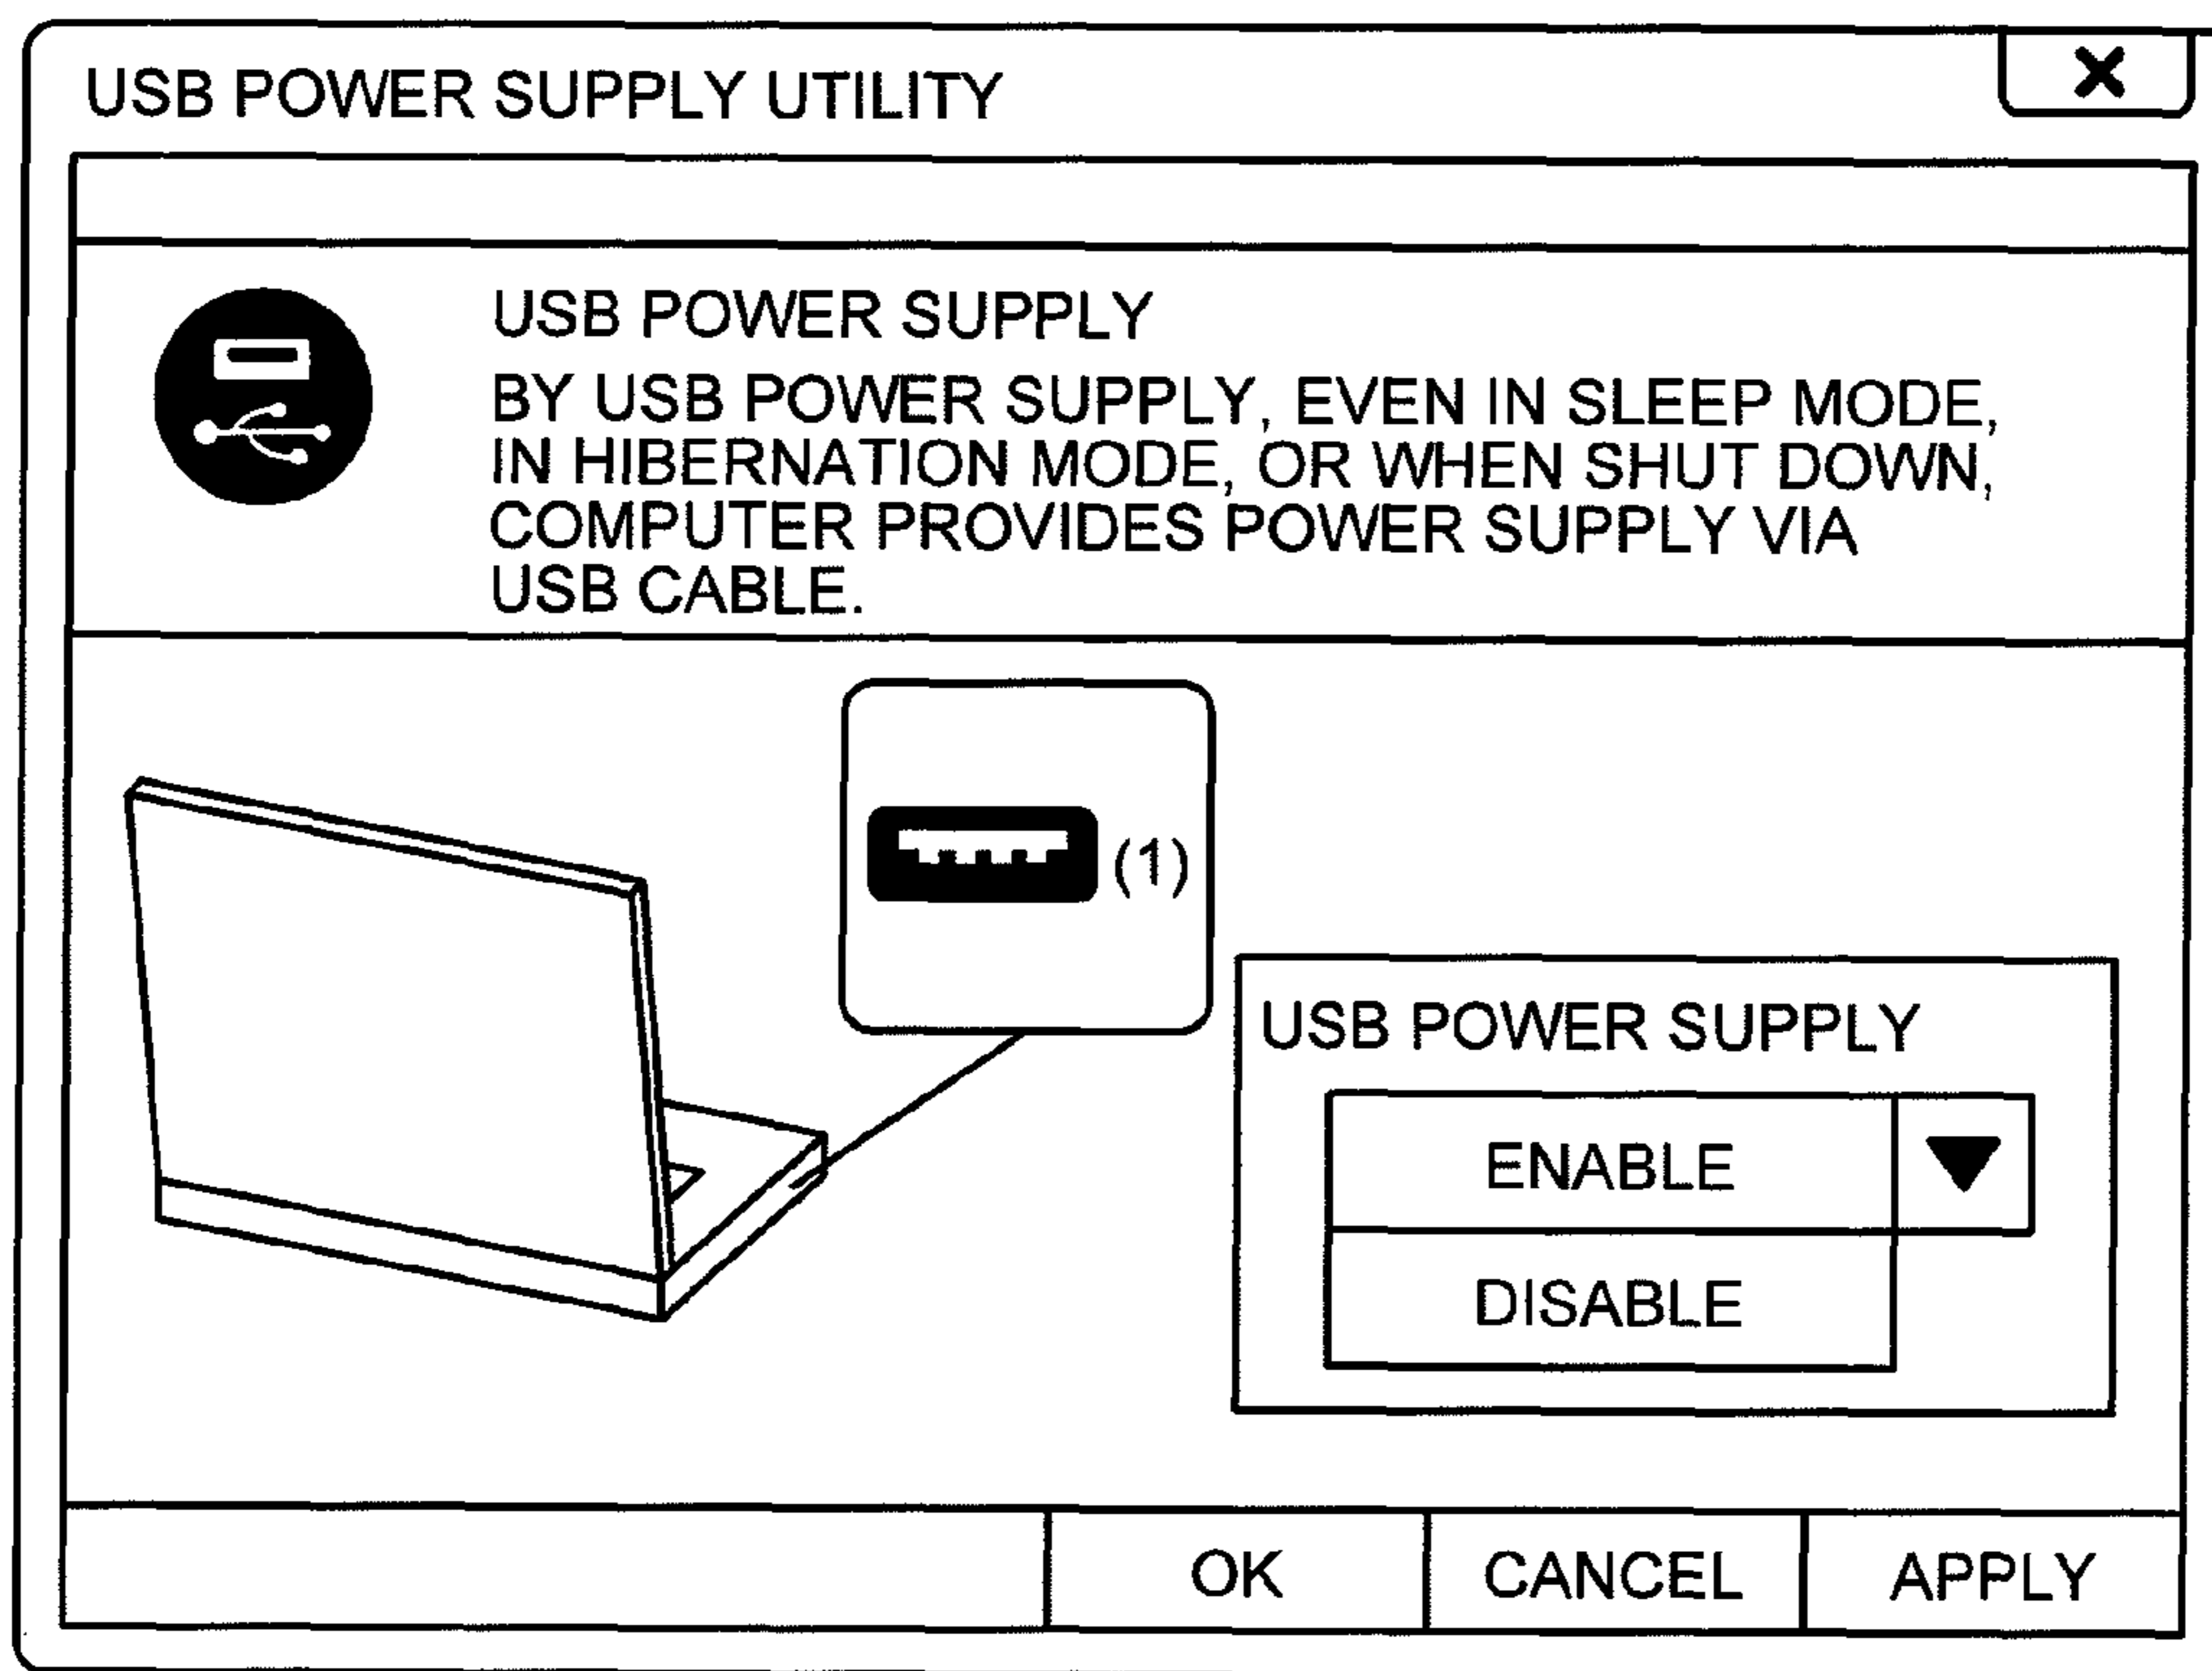 USB POWER SUPPLY UTILITY
USB POWER SUPPLY
BY USB POWER SUPPLY, EVEN IN SLEEP MODE,
IN HIBERNATION MODE, OR WHEN SHUT DOWN,
COMPUTER PROVIDES POWER SUPPLY VIA
USB CABLE.
(1)
USB POWER SUPPLY
ENABLE
DISABLE
OK
CANCEL
APPLY